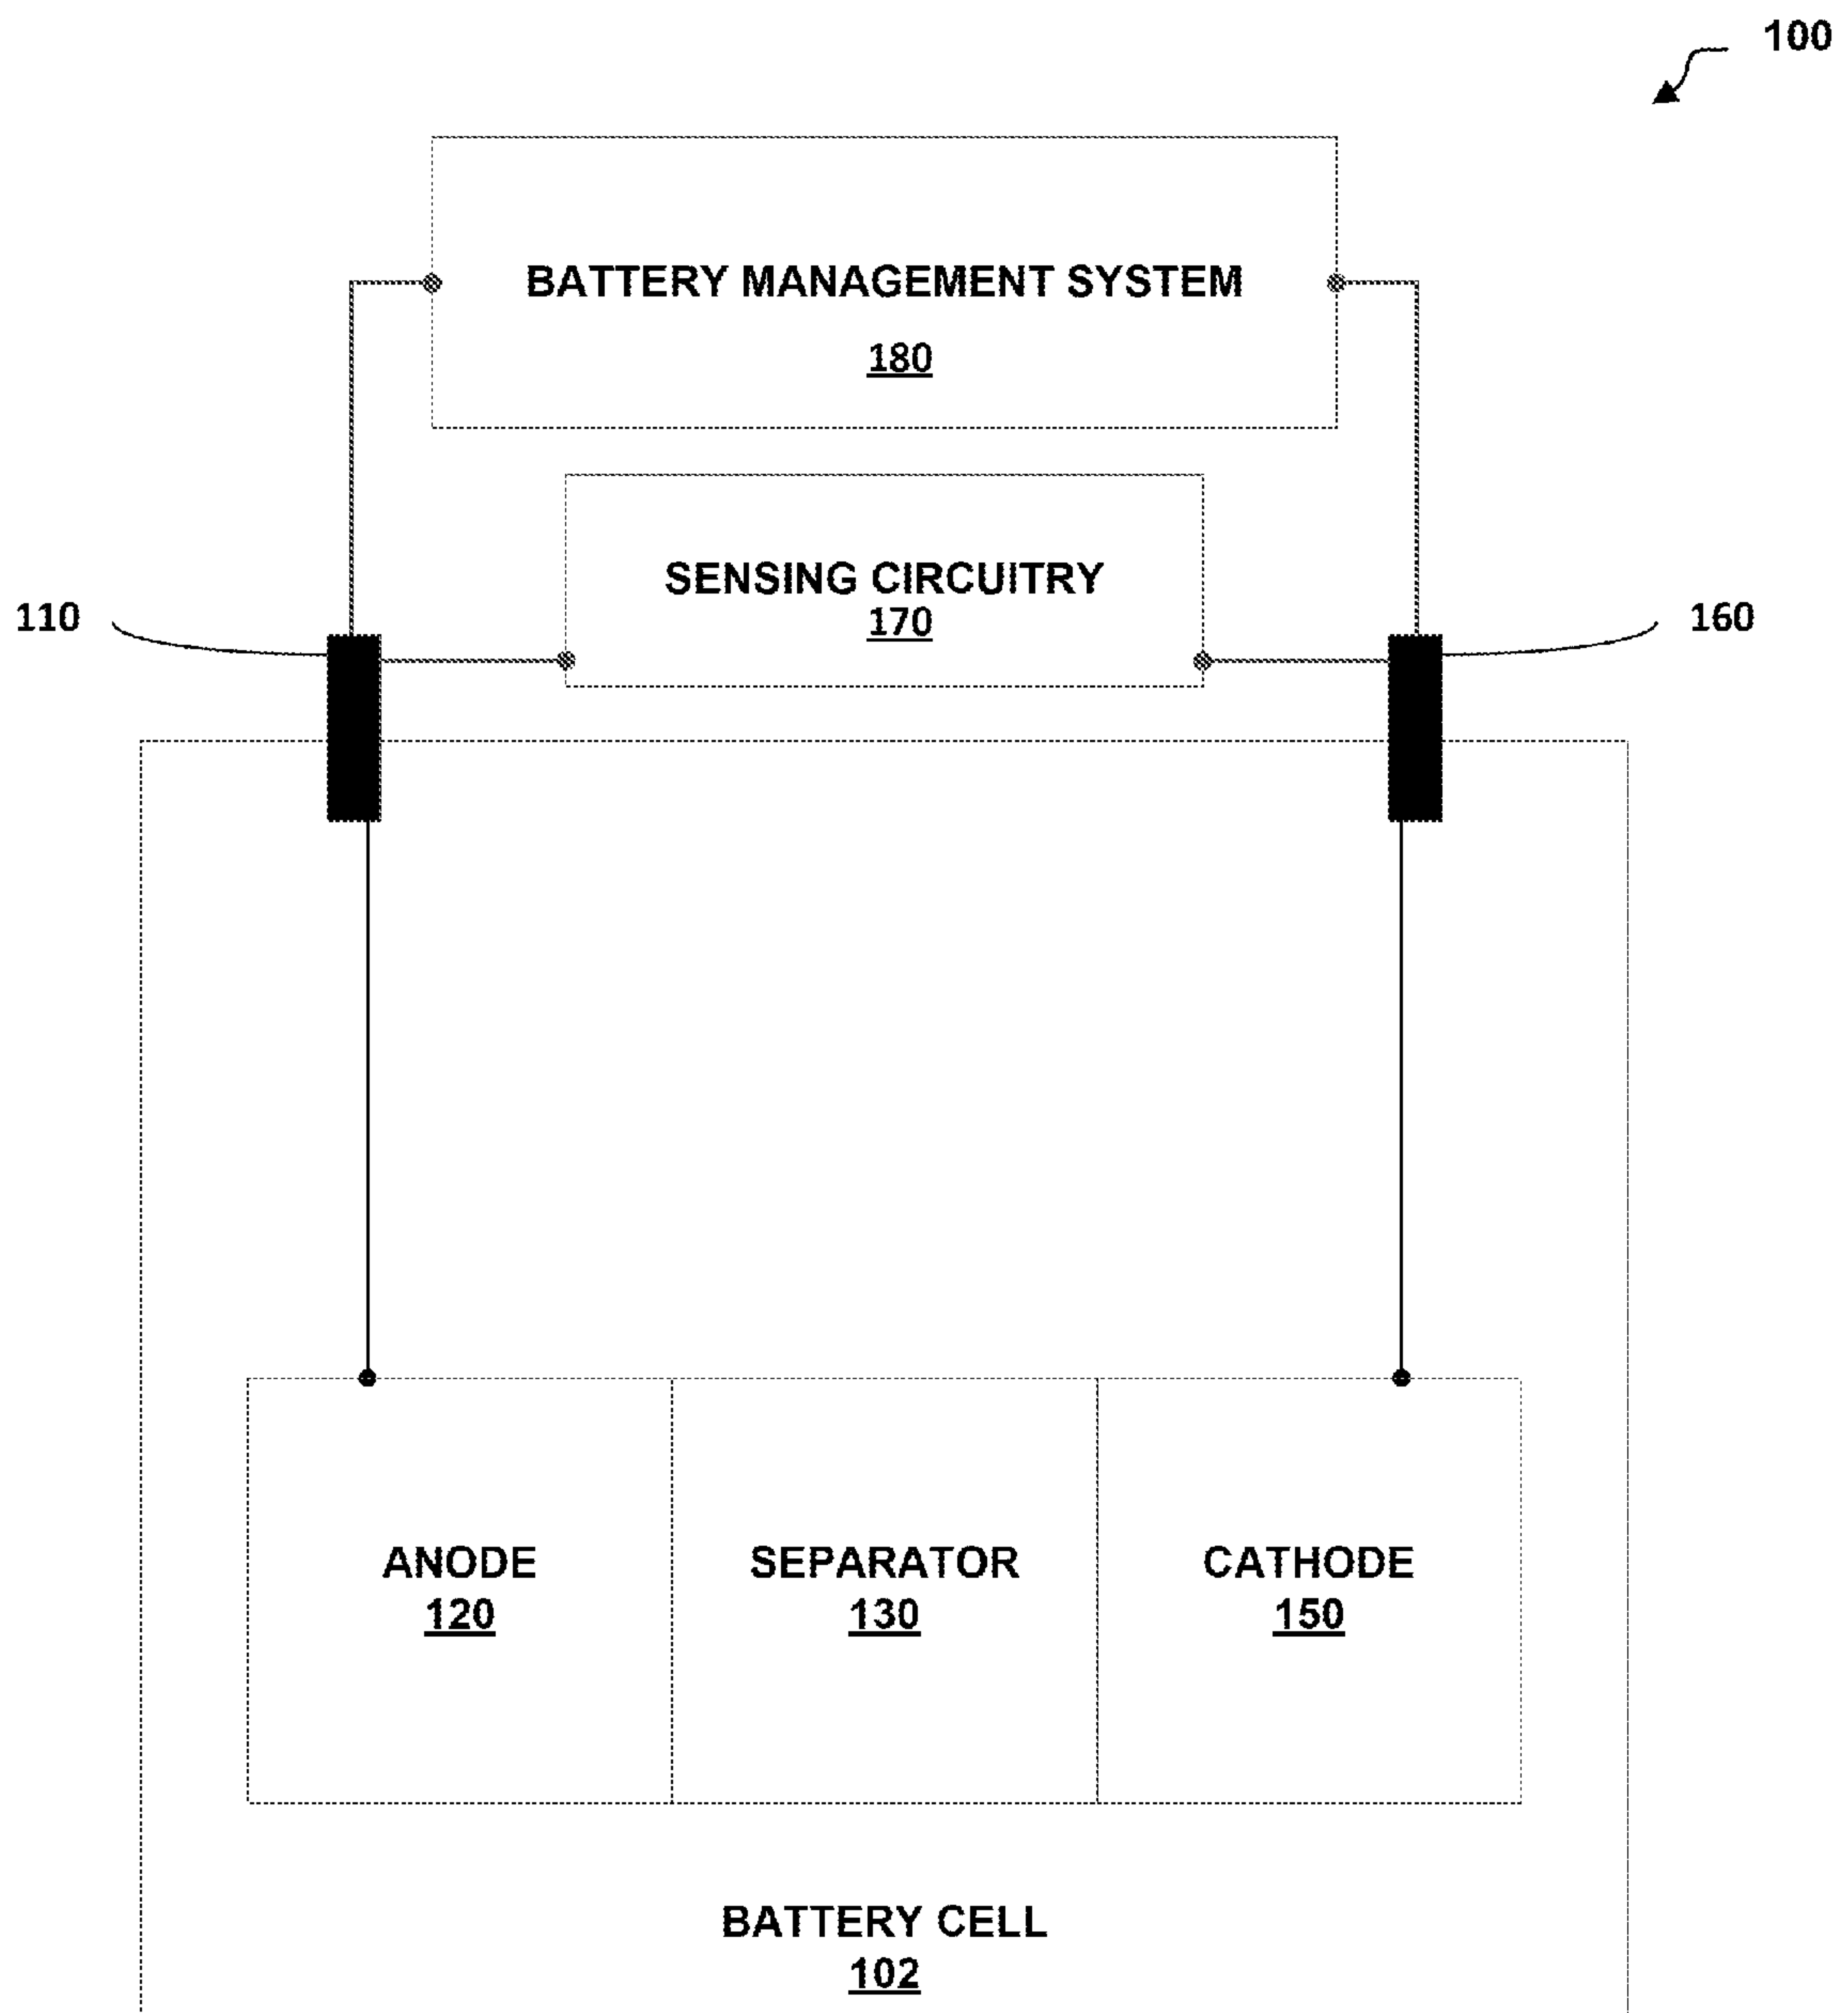 100
BATTERY MANAGEMENT SYSTEM
180
SENSING CIRCUITRY
170
110
160
ANODE
120
SEPARATOR
130
CATHODE
150
BATTERY CELL
102